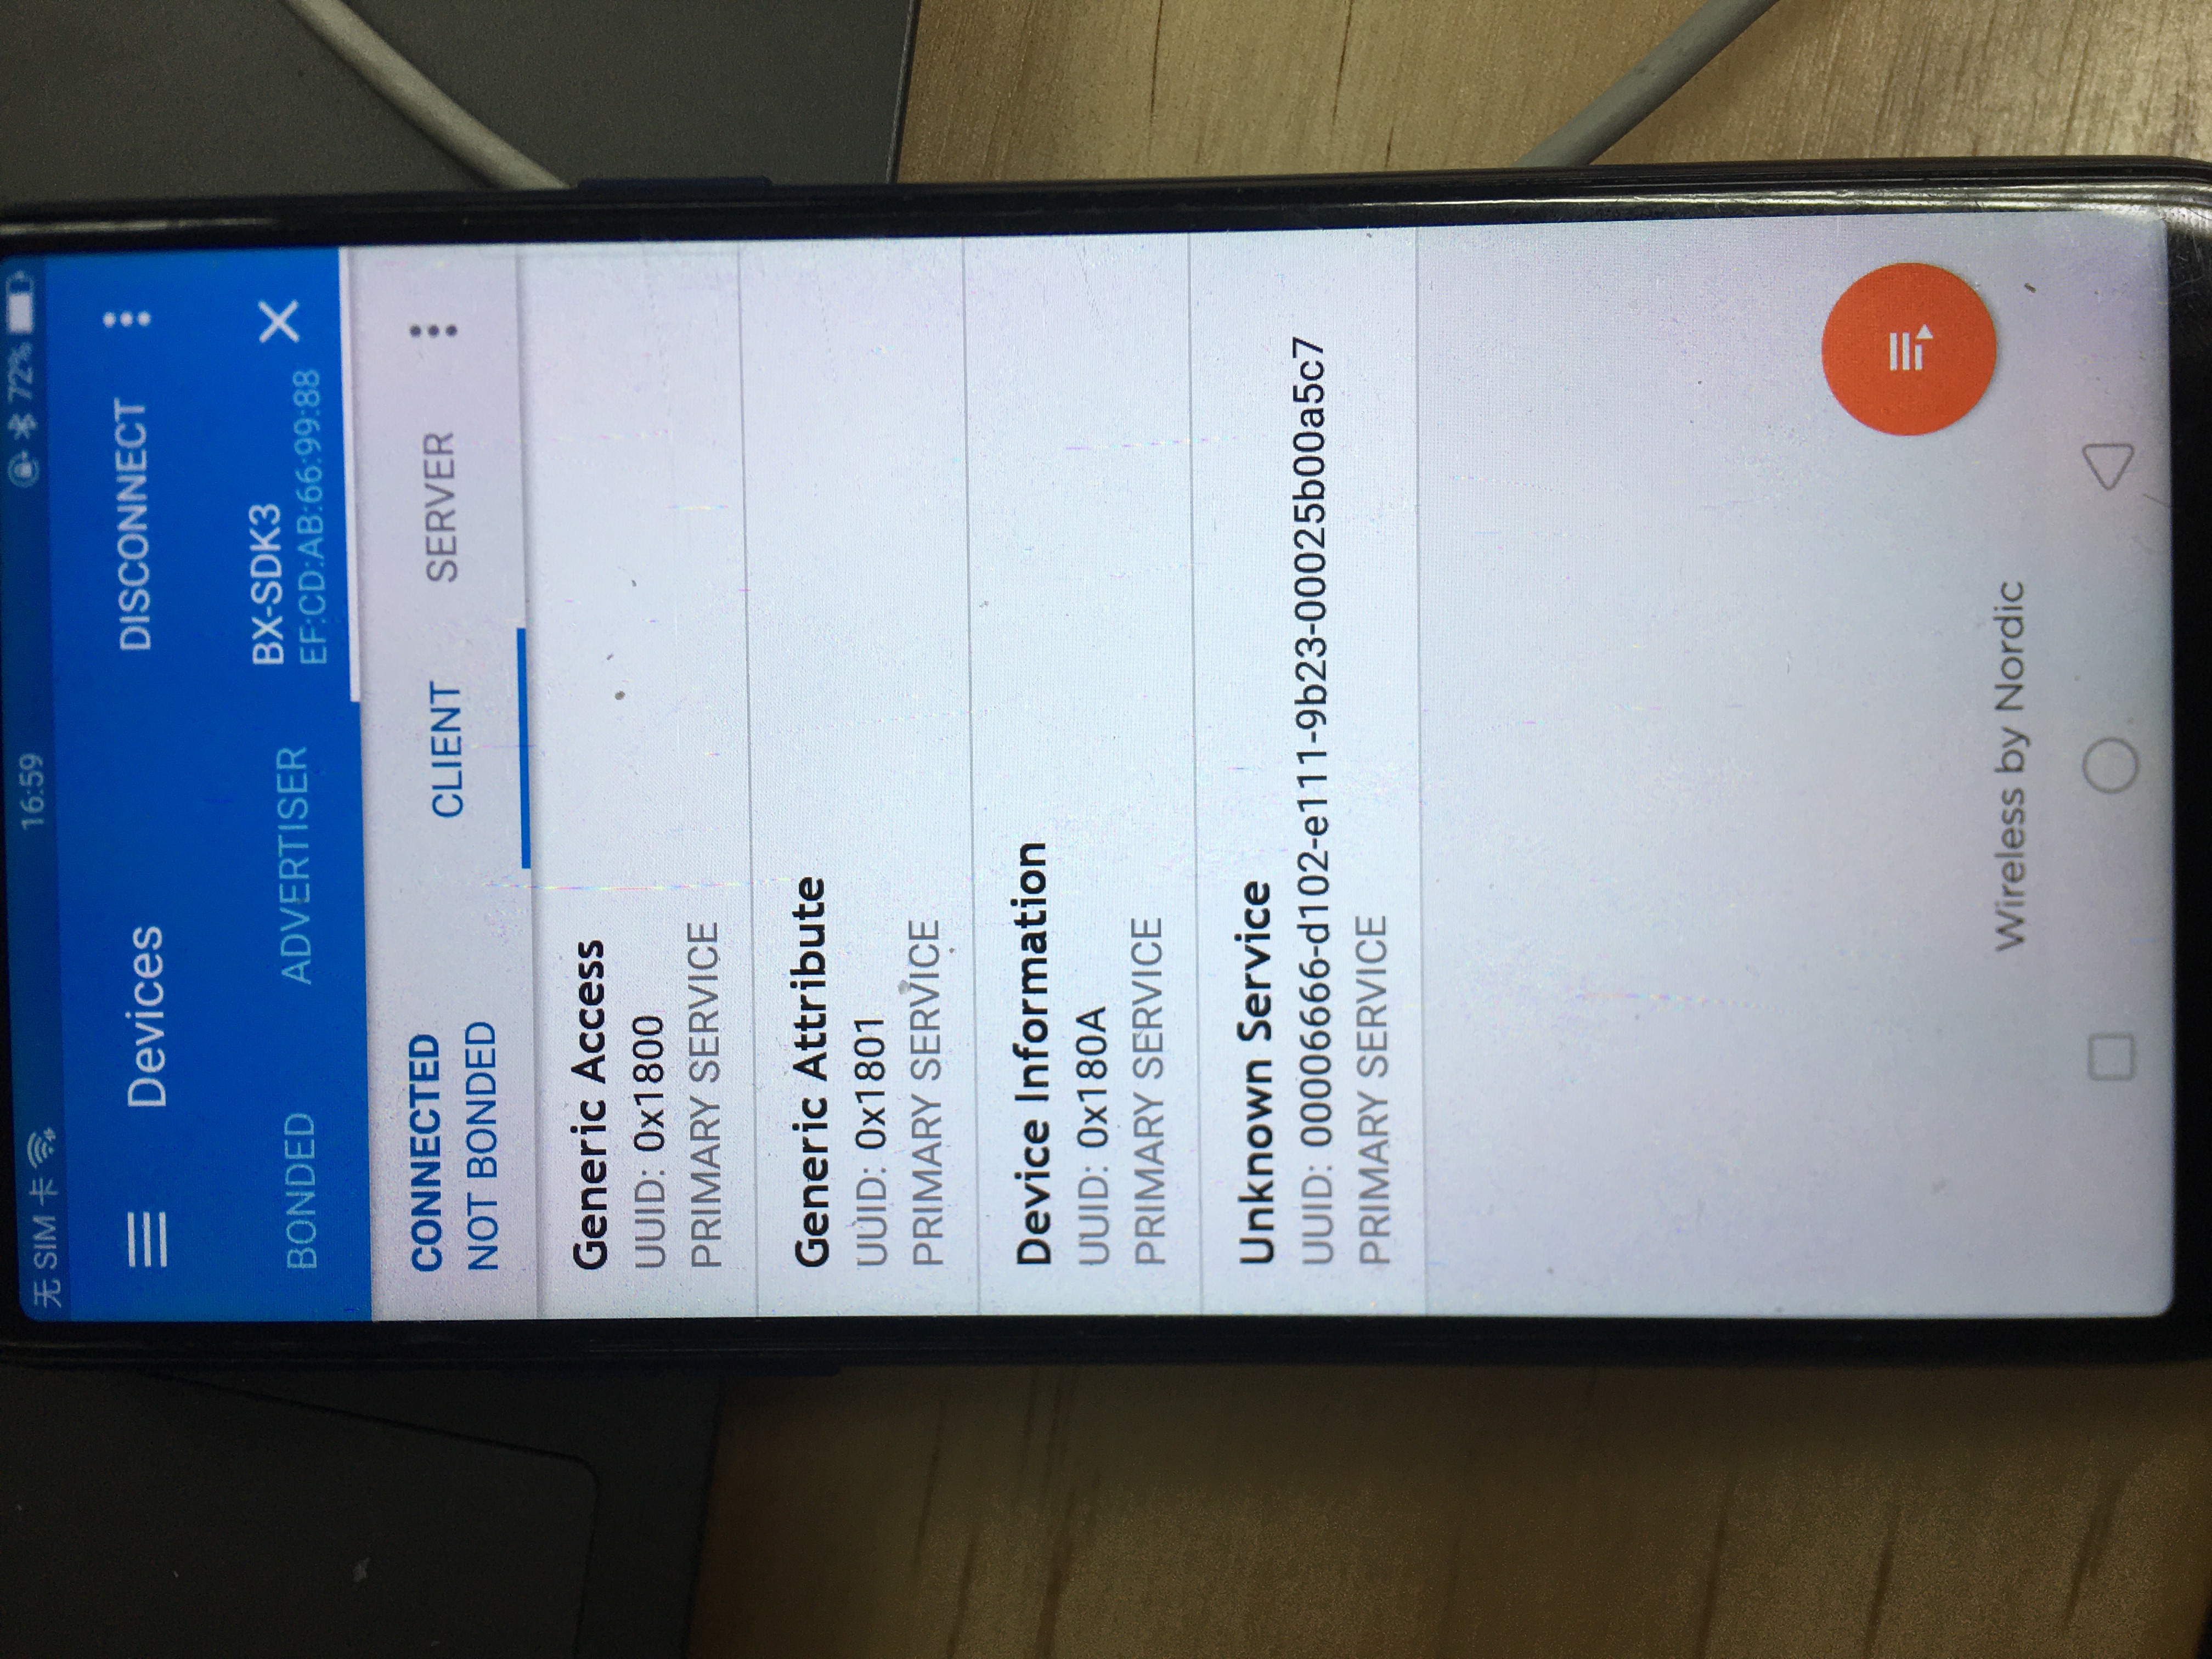 无 SIM 卡
16:59
72%
Devices
DISCONNECT
BONDED
ADVERTISER
BX-SDK3
EF:CD:AB:66:99:88
CONNECTED
NOT BONDED
CLIENT
SERVER
Generic Access
UUID: 0x1800
PRIMARY SERVICE
Generic Attribute
UUID: 0x1801
PRIMARY SERVICE
Device Information
UUID: 0x180A
PRIMARY SERVICE
Unknown Service
UUID: 00006666-d102-e111-9b23-00025b00a5c7
PRIMARY SERVICE
Wireless by Nordic